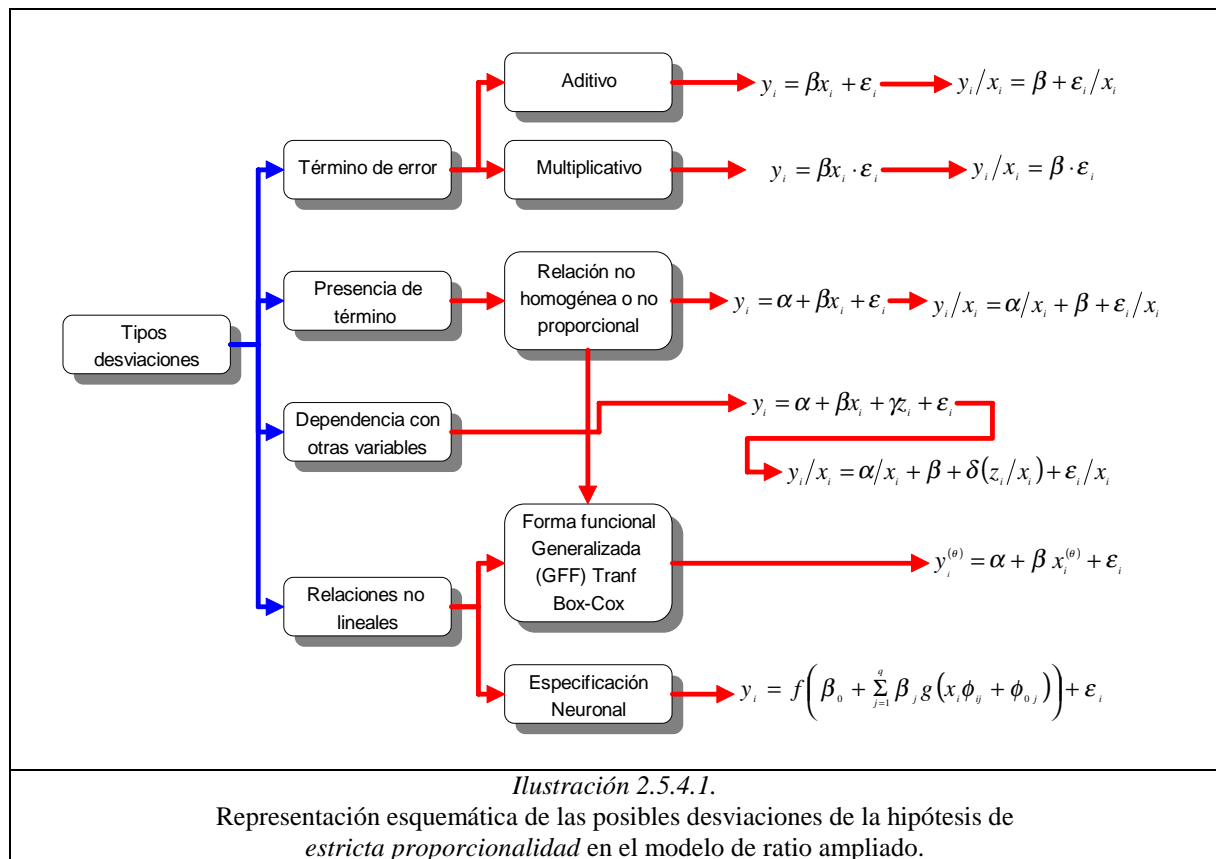 Aditivo
y_i = βx_i + ε_i
y_i/x_i = β + ε_i/x_i
Término de error
Multiplicativo
y_i = βx_i · ε_i
y_i/x_i = β · ε_i
Presencia de
término
Relación no
homogénea o no
proporcional
y_i = α + βx_i + ε_i
y_i/x_i = α/x_i + β + ε_i/x_i
Tipos
desviaciones
Dependencia con
otras variables
y_i = α + βx_i + γz_i + ε_i
y_i/x_i = α/x_i + β + δ(z_i/x_i) + ε_i/x_i
Forma funcional
Generalizada
(GFF) Tranf
Box-Cox
y_i^(θ) = α + β x_i^(θ) + ε_i
Relaciones no
lineales
Especificación
Neuronal
y_i = f(β_0 + Σ_{j=1}^{q} β_j g(x_i ϕ_{ij} + ϕ_{0j})) + ε_i
Ilustración 2.5.4.1.
Representación esquemática de las posibles desviaciones de la hipótesis de
estricta proporcionalidad en el modelo de ratio ampliado.